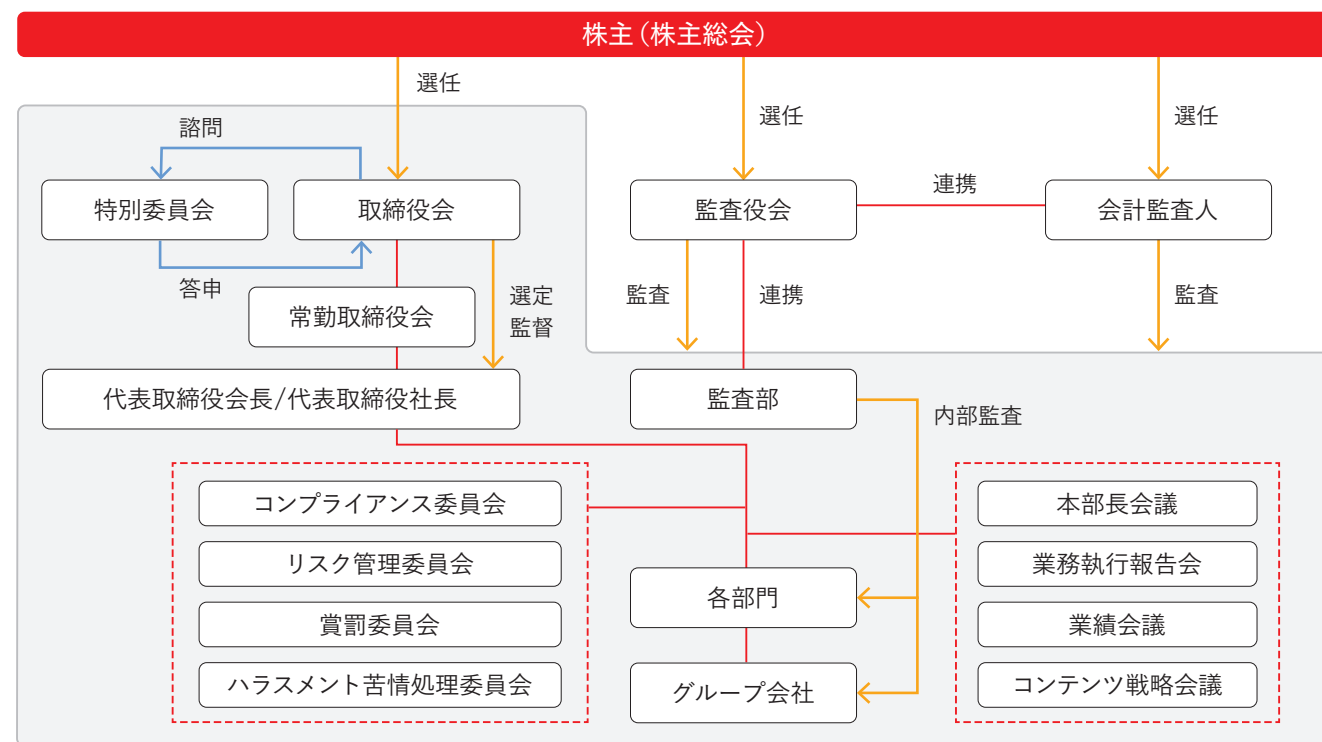 株主（株主総会）
選任
選任
選任
諮問
特別委員会
取締役会
監査役会
連携
会計監査人
答申
常勤取締役会
選定
監督
監査
連携
監査
代表取締役会長/代表取締役社長
監査部
内部監査
コンプライアンス委員会
リスク管理委員会
賞罰委員会
ハラスメント苦情処理委員会
各部門
グループ会社
本部長会議
業務執行報告会
業績会議
コンテンツ戦略会議